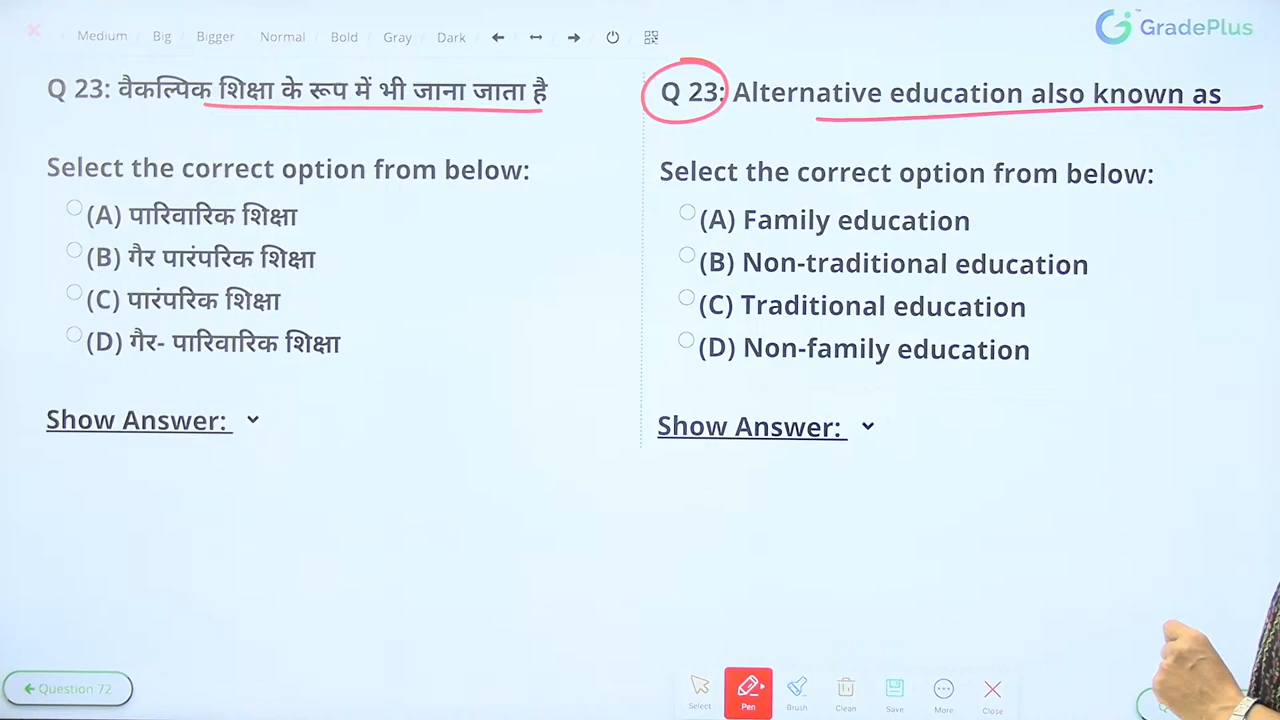 Medium / Big / Bigger / Normal / Bold / Gray / Dark
GradePlus
Q 23: वैकल्पिक शिक्षा के रूप में भी जाना जाता है
Select the correct option from below:
(A) पारिवारिक शिक्षा
(B) गैर पारंपरिक शिक्षा
(C) पारंपरिक शिक्षा
(D) गैर- पारिवारिक शिक्षा
Show Answer:
Q 23: Alternative education also known as
Select the correct option from below:
(A) Family education
(B) Non-traditional education
(C) Traditional education
(D) Non-family education
Show Answer:
Question 72
Select
Pen
Brush
Clean
Save
More
Close